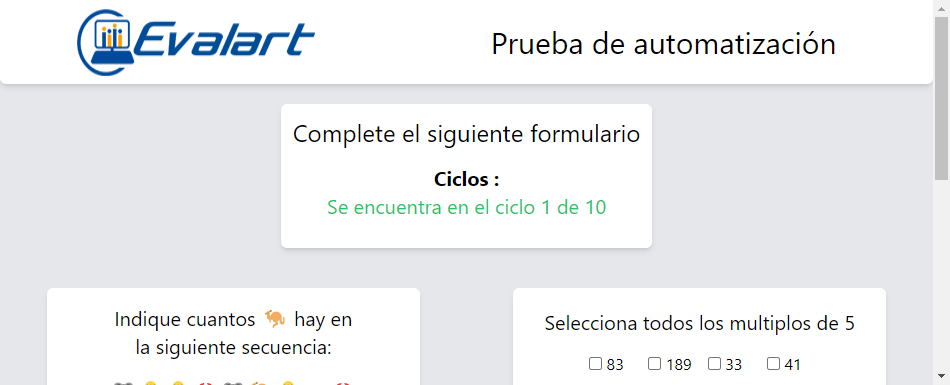 Evalart
Prueba de automatización
Complete el siguiente formulario
Ciclos :
Se encuentra en el ciclo 1 de 10
Indique cuantos 🐪 hay en
la siguiente secuencia:
Selecciona todos los multiplos de 5
83 189 33 41